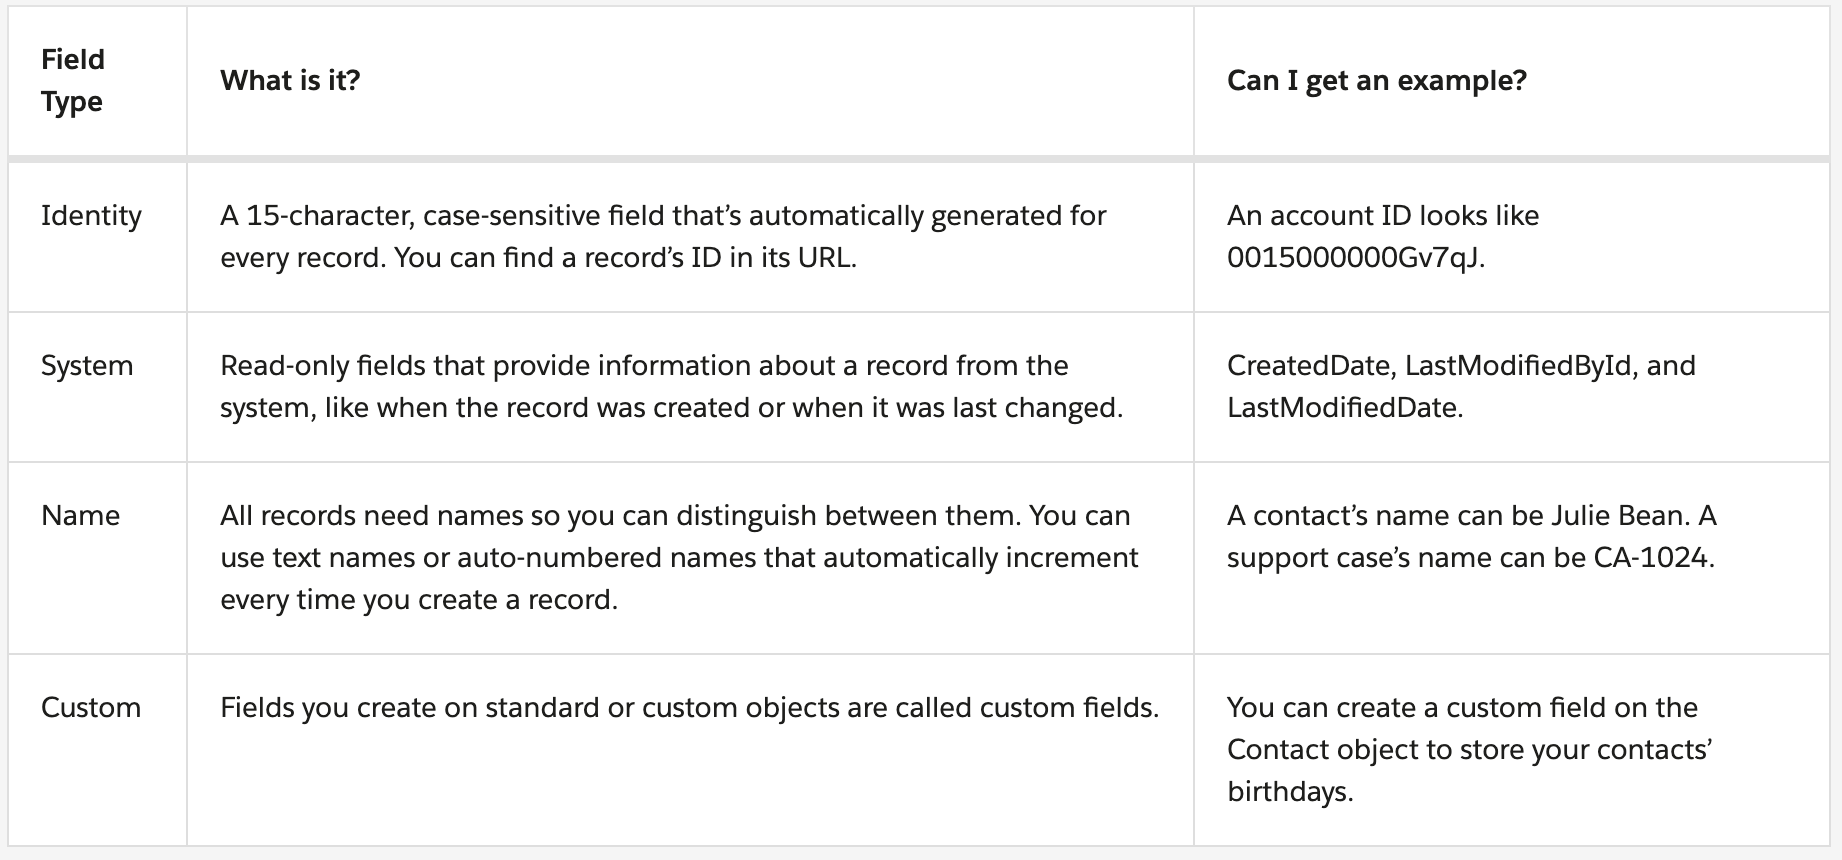 Field
Type
What is it?
Can I get an example?
Identity
A 15-character, case-sensitive field that’s automatically generated for
every record. You can find a record’s ID in its URL.
An account ID looks like
0015000000Gv7qJ.
System
Read-only fields that provide information about a record from the
system, like when the record was created or when it was last changed.
CreatedDate, LastModifiedById, and
LastModifiedDate.
Name
All records need names so you can distinguish between them. You can
use text names or auto-numbered names that automatically increment
every time you create a record.
A contact’s name can be Julie Bean. A
support case’s name can be CA-1024.
Custom
Fields you create on standard or custom objects are called custom fields.
You can create a custom field on the
Contact object to store your contacts’
birthdays.